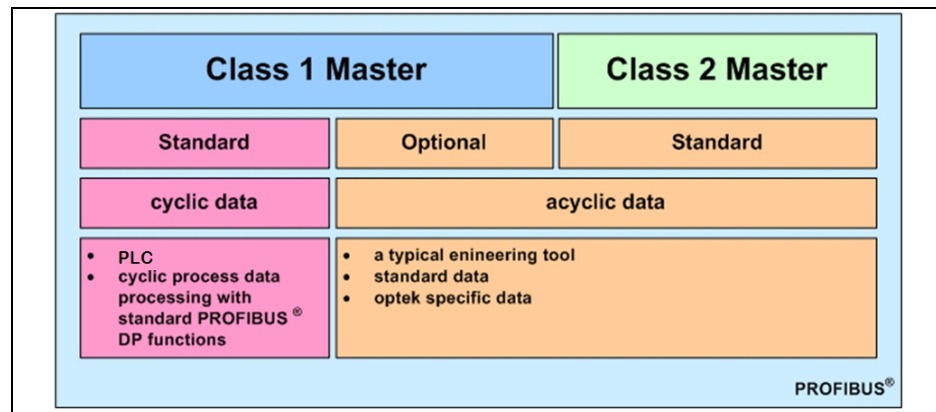 Class 1 Master
Class 2 Master
Standard
Optional
Standard
cyclic data
acyclic data
• PLC
• cyclic process data
processing with
standard PROFIBUS ®
DP functions
• a typical enineering tool
• standard data
• optek specific data
PROFIBUS®